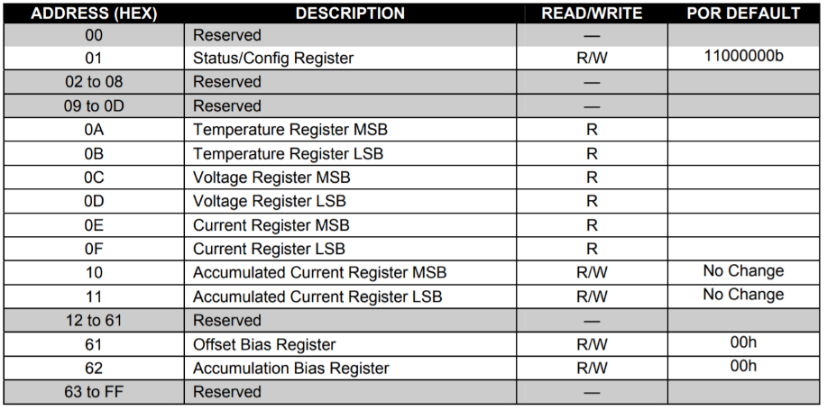 ADDRESS (HEX) DESCRIPTION READ/WRITE POR DEFAULT
00 Reserved —
01 Status/Config Register R/W 11000000b
02 to 08 Reserved —
09 to 0D Reserved —
0A Temperature Register MSB R
0B Temperature Register LSB R
0C Voltage Register MSB R
0D Voltage Register LSB R
0E Current Register MSB R
0F Current Register LSB R
10 Accumulated Current Register MSB R/W No Change
11 Accumulated Current Register LSB R/W No Change
12 to 61 Reserved —
61 Offset Bias Register R/W 00h
62 Accumulation Bias Register R/W 00h
63 to FF Reserved —